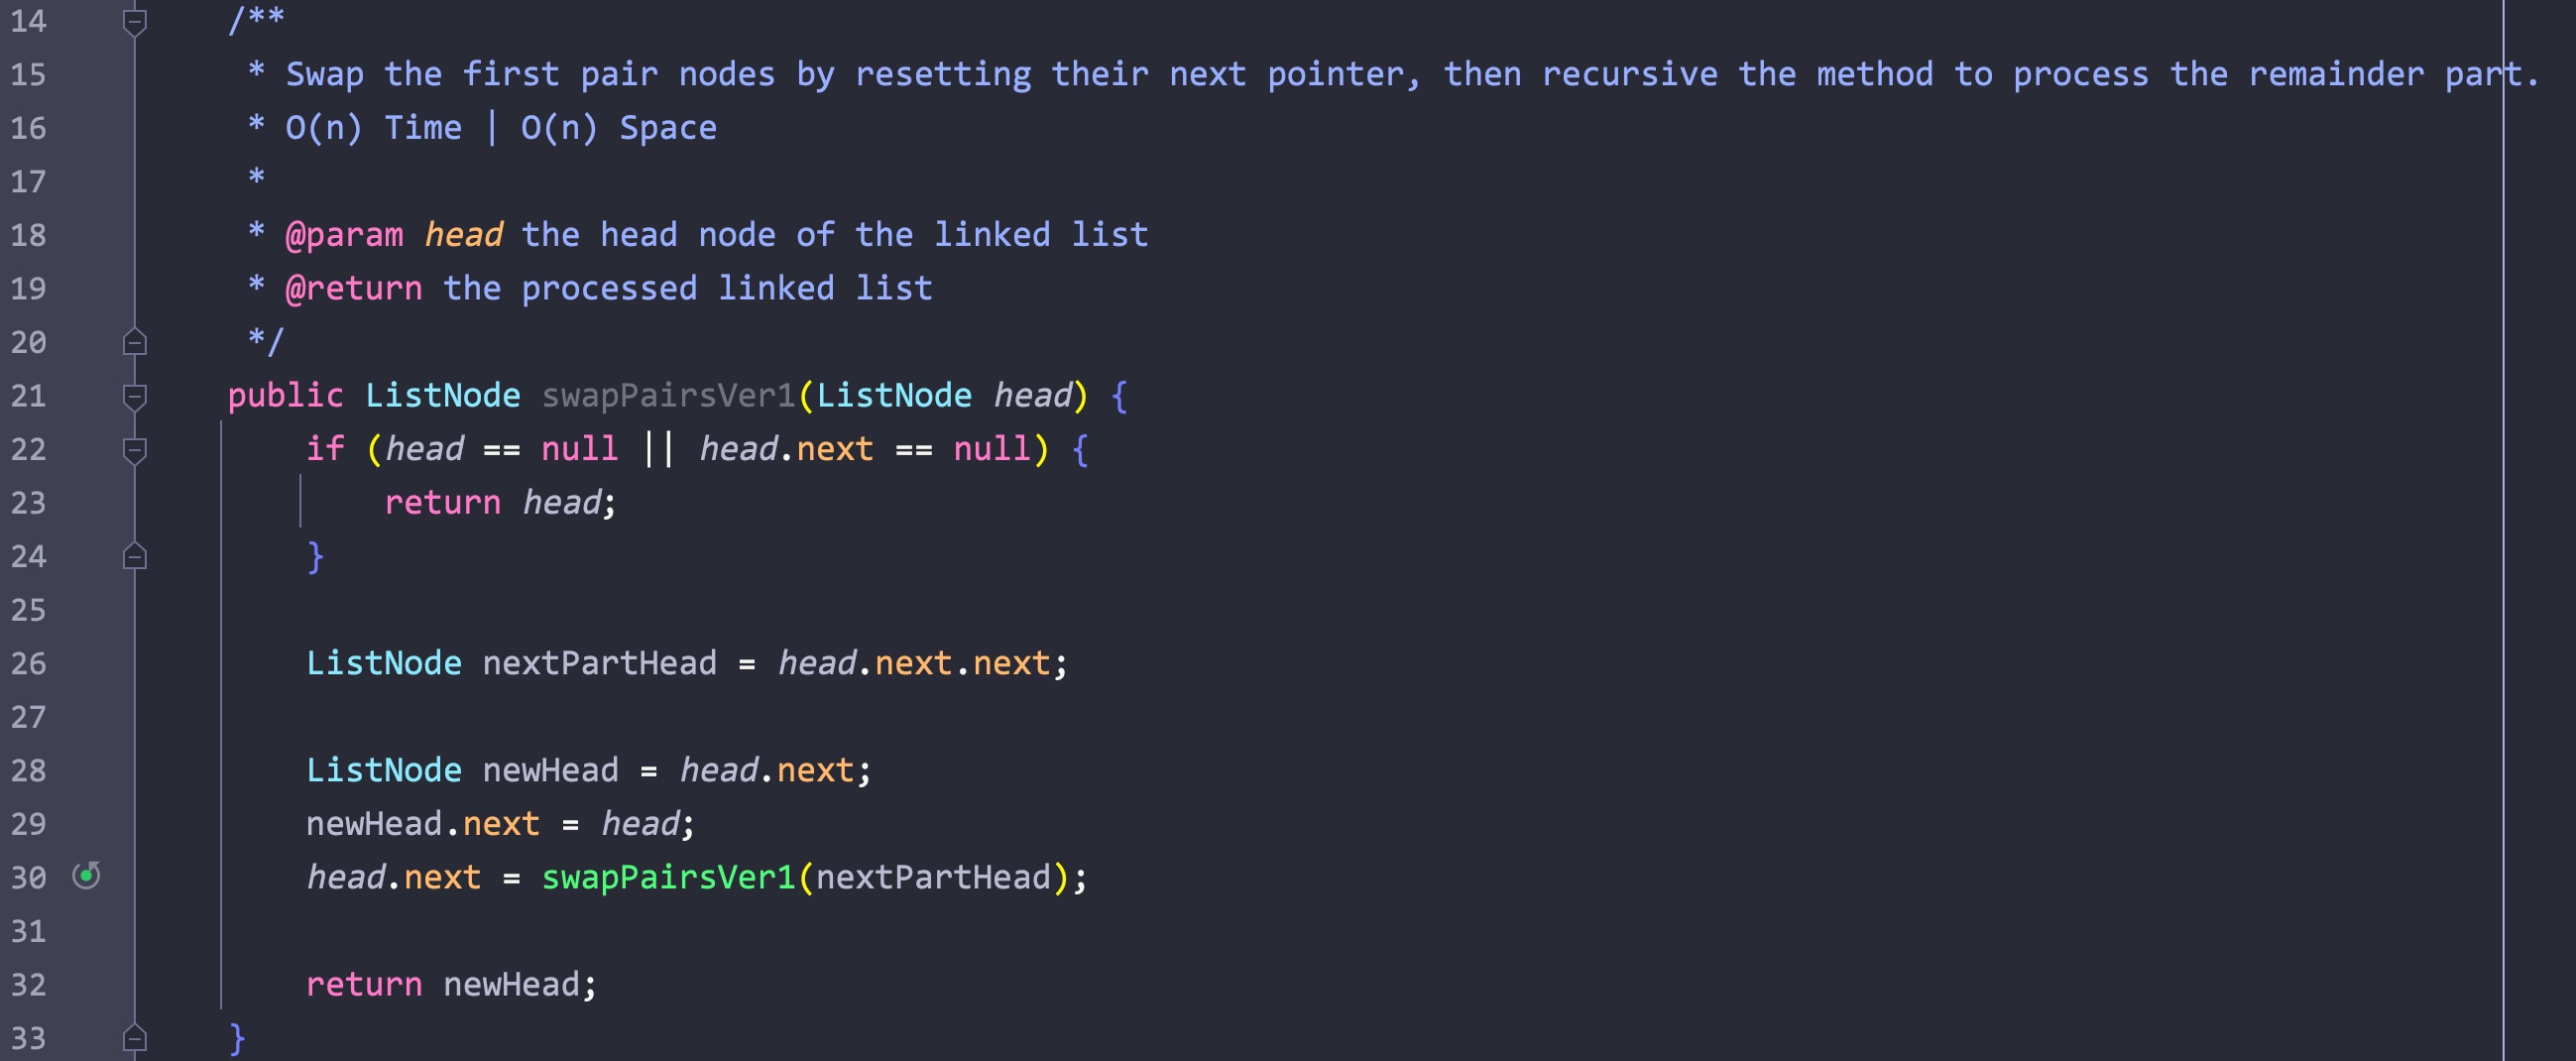 14 /**
15 * Swap the first pair nodes by resetting their next pointer, then recursive the method to process the remainder part.
16 * O(n) Time | O(n) Space
17 *
18 * @param head the head node of the linked list
19 * @return the processed linked list
20 */
21 public ListNode swapPairsVer1(ListNode head) {
22 if (head == null || head.next == null) {
23 return head;
24 }
25
26 ListNode nextPartHead = head.next.next;
27
28 ListNode newHead = head.next;
29 newHead.next = head;
30 head.next = swapPairsVer1(nextPartHead);
31
32 return newHead;
33 }